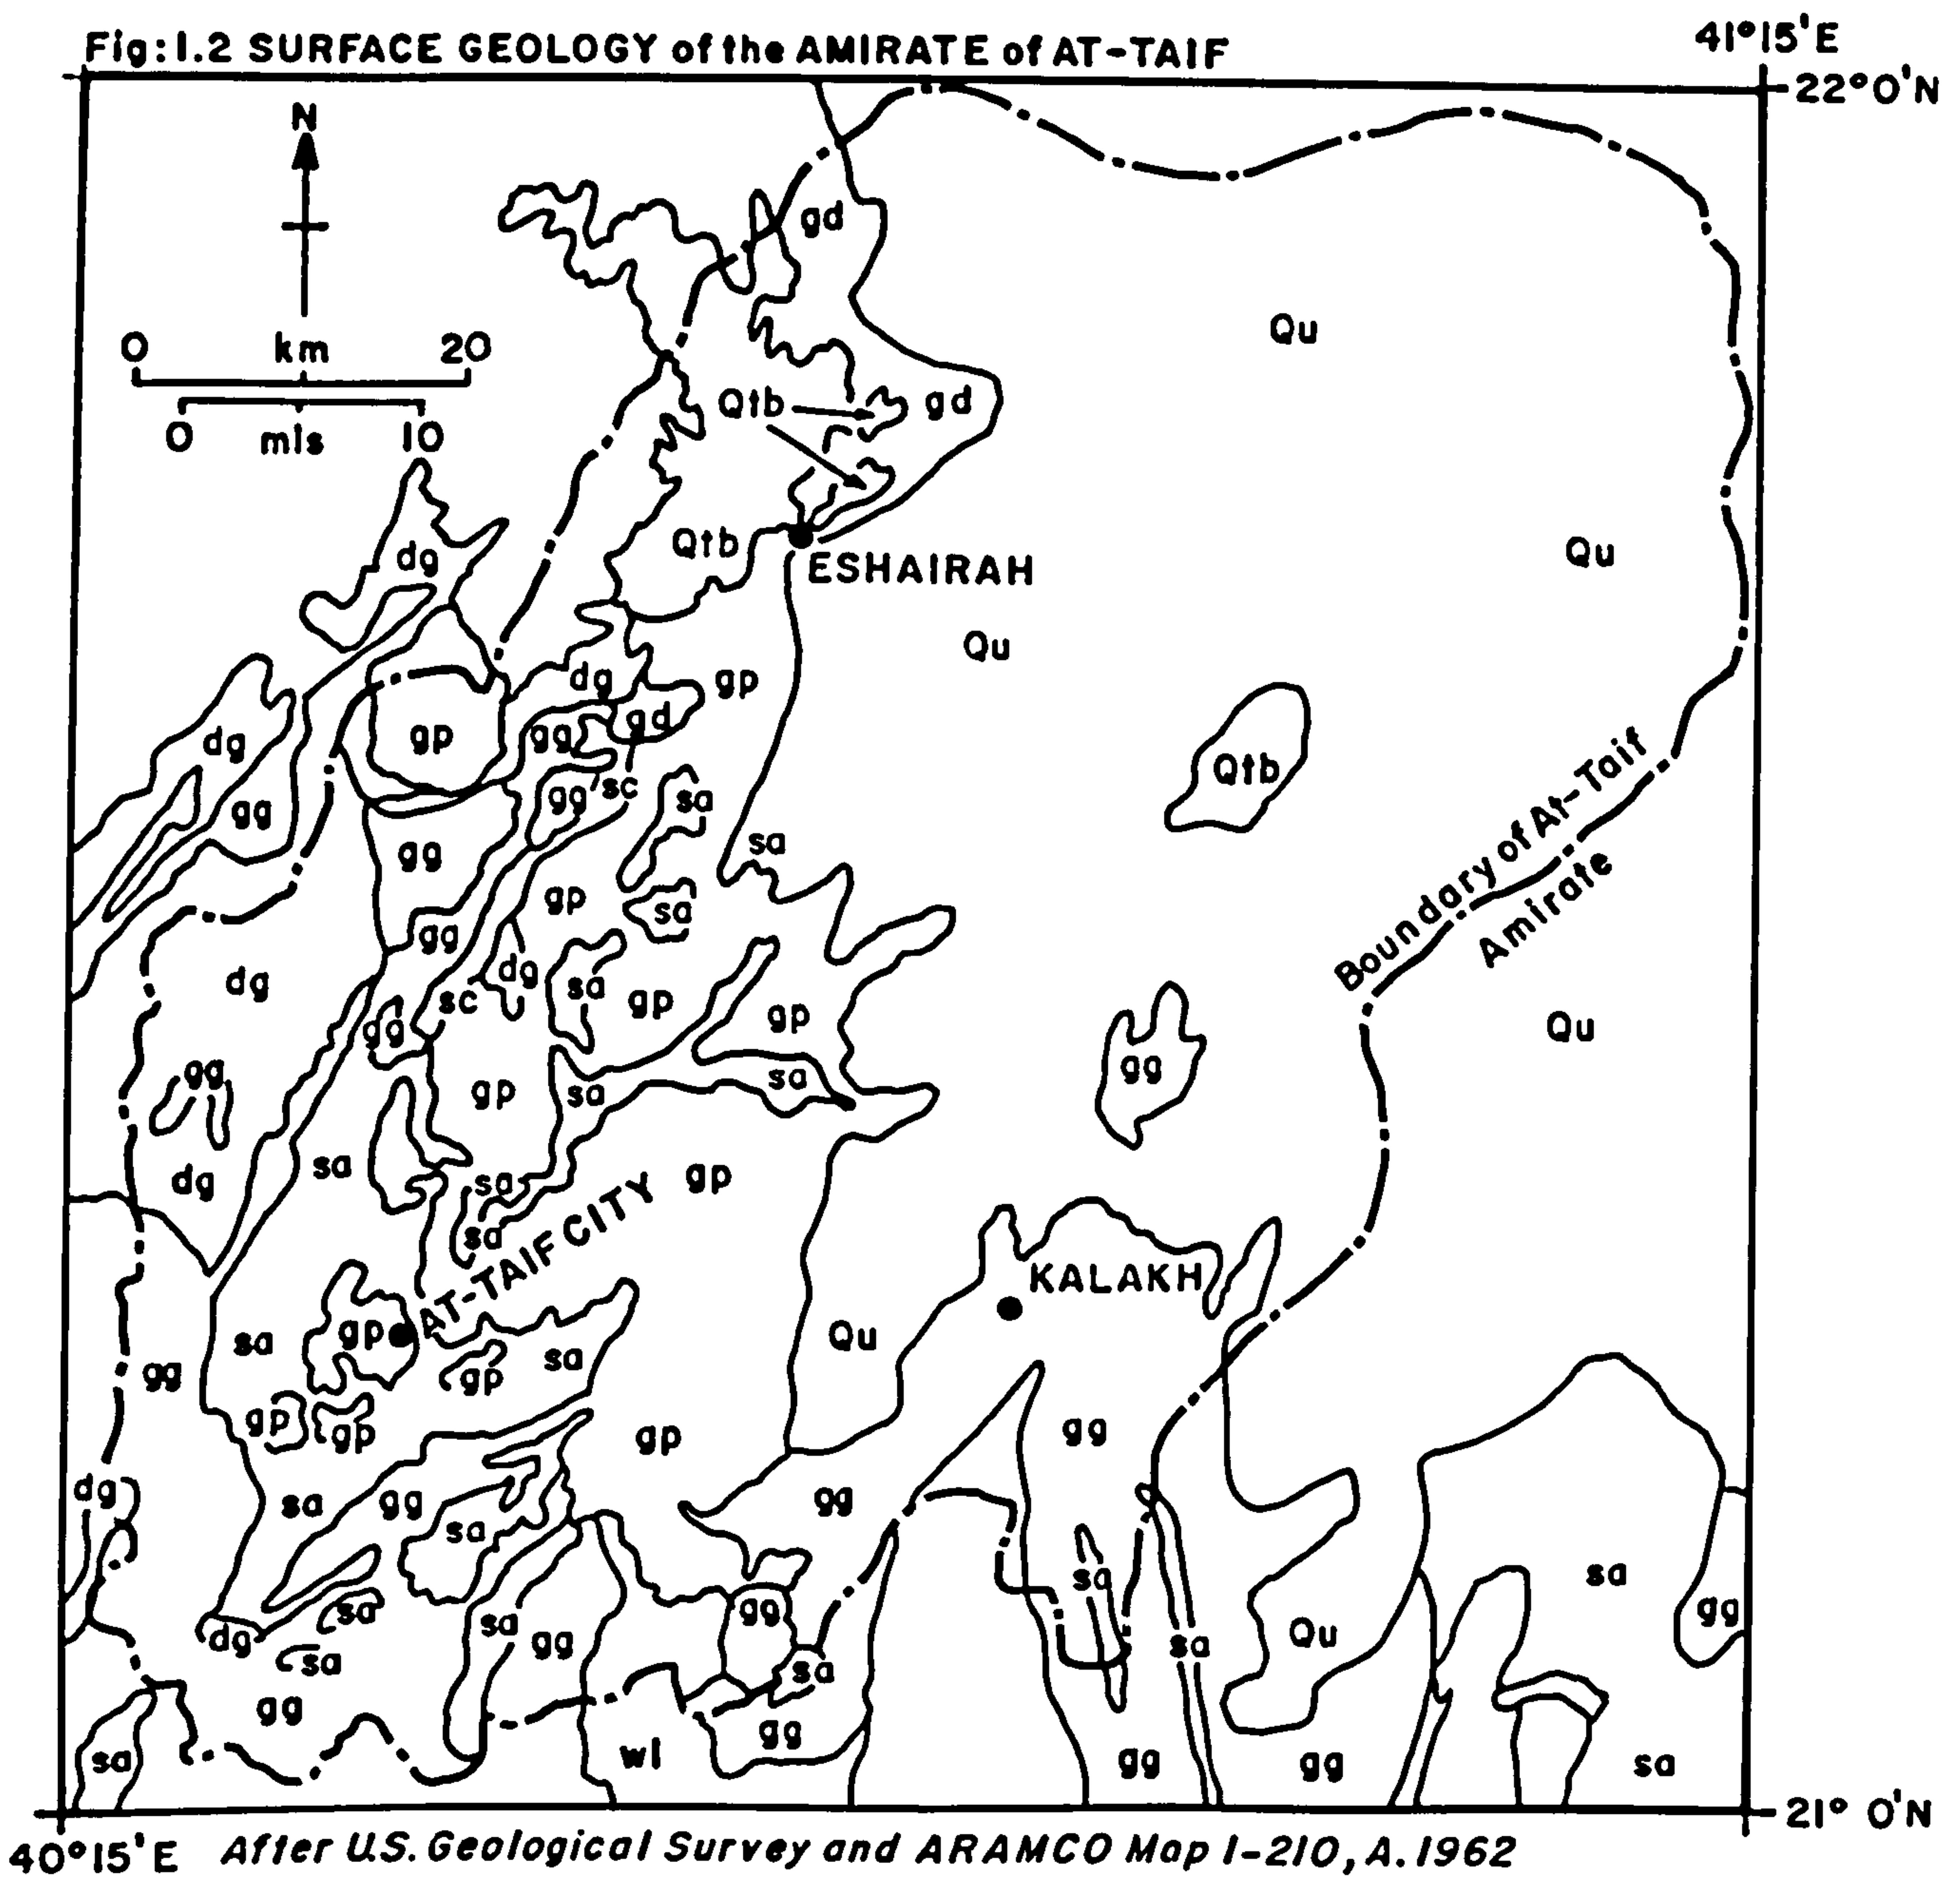 Fig:1.2 SURFACE GEOLOGY of the AMIRATE of AT-TAIF
41°15'E
22°0'N
N
0 km 20
0 mls 10
gd
Qu
Qtb
gd
Qtb
dg
Qu
ESHAIRAH
Qu
dg
gp
gd
gp
gg
dg
Qtb
gg
sc
gg
sa
gg
sa
Boundary of At-Taif
Amirate
gp
sa
gg
dg
dg
sa
sc
gp
gp
gg
Qu
gg
gg
gp
sa
sa
dg
sa
sa
gp
sa
AT-TAIF CITY
KALAKH
gp
sa
Qu
gg
gp
sa
gp
gp
gp
gg
dg
sa
gg
gg
sa
sa
sa
gg
gg
sa
dg
sa
gg
Qu
sa
sa
sa
gg
gg
sa
wl
gg
gg
sa
40°15'E
21° 0'N
After U.S. Geological Survey and ARAMCO Map I-210, A. 1962